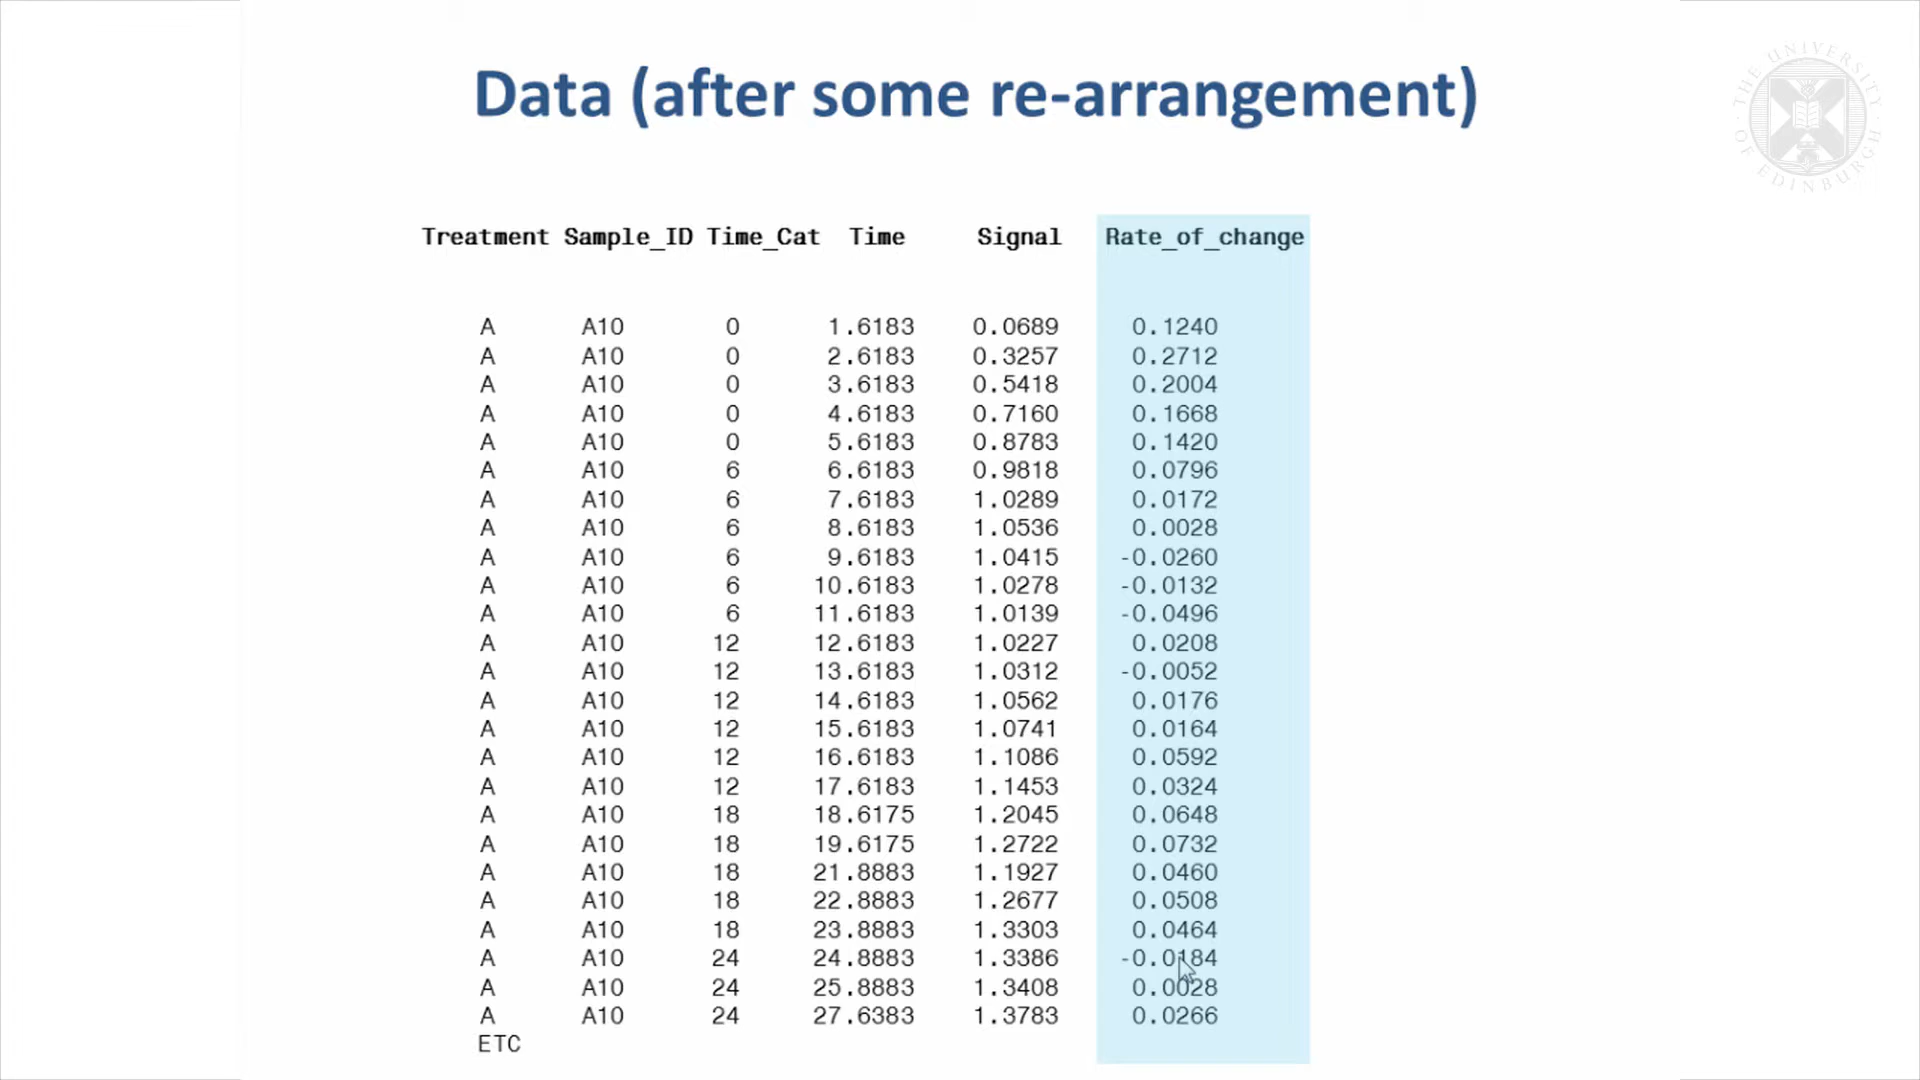 Data (after some re-arrangement)
THE UNIVERSITY OF EDINBURGH
Treatment Sample_ID Time_Cat Time Signal Rate_of_change
A A10 0 1.6183 0.0689 0.1240
A A10 0 2.6183 0.3257 0.2712
A A10 0 3.6183 0.5418 0.2004
A A10 0 4.6183 0.7160 0.1668
A A10 0 5.6183 0.8783 0.1420
A A10 6 6.6183 0.9818 0.0796
A A10 6 7.6183 1.0289 0.0172
A A10 6 8.6183 1.0536 0.0028
A A10 6 9.6183 1.0415 -0.0260
A A10 6 10.6183 1.0278 -0.0132
A A10 6 11.6183 1.0139 -0.0496
A A10 12 12.6183 1.0227 0.0208
A A10 12 13.6183 1.0312 -0.0052
A A10 12 14.6183 1.0562 0.0176
A A10 12 15.6183 1.0741 0.0164
A A10 12 16.6183 1.1086 0.0592
A A10 12 17.6183 1.1453 0.0324
A A10 18 18.6175 1.2045 0.0648
A A10 18 19.6175 1.2722 0.0732
A A10 18 21.8883 1.1927 0.0460
A A10 18 22.8883 1.2677 0.0508
A A10 18 23.8883 1.3303 0.0464
A A10 24 24.8883 1.3386 -0.0184
A A10 24 25.8883 1.3408 0.0028
A A10 24 27.6383 1.3783 0.0266
ETC